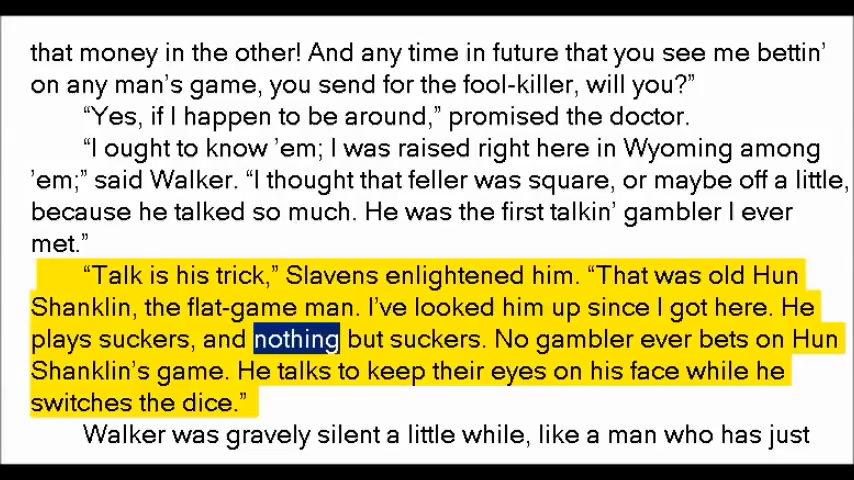 that money in the other! And any time in future that you see me bettin’
on any man’s game, you send for the fool-killer, will you?”
“Yes, if I happen to be around,” promised the doctor.
“I ought to know ’em; I was raised right here in Wyoming among
’em;” said Walker. “I thought that feller was square, or maybe off a little,
because he talked so much. He was the first talkin’ gambler I ever
met.”
“Talk is his trick,” Slavens enlightened him. “That was old Hun
Shanklin, the flat-game man. I’ve looked him up since I got here. He
plays suckers, and nothing but suckers. No gambler ever bets on Hun
Shanklin’s game. He talks to keep their eyes on his face while he
switches the dice.”
Walker was gravely silent a little while, like a man who has just